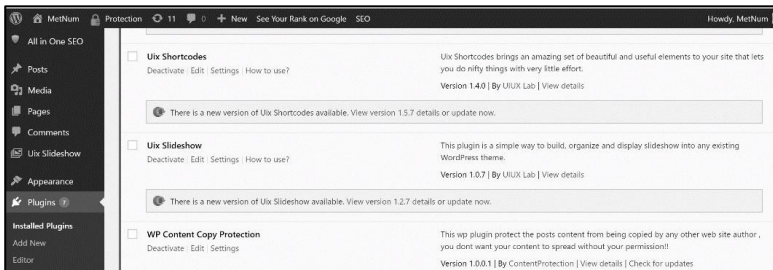 MetNum Protection 11 0 + New See Your Rank on Google SEO Howdy, MetNum
All in One SEO
Posts
Media
Pages
Comments
Uix Slideshow
Appearance
Plugins 7
Installed Plugins
Add New
Editor
Uix Shortcodes
Deactivate | Edit | Settings | How to use?
Uix Shortcodes brings an amazing set of beautiful and useful elements to your site that lets
you do nifty things with very little effort.
Version 1.4.0 | By UIUX Lab | View details
There is a new version of Uix Shortcodes available. View version 1.5.7 details or update now.
Uix Slideshow
Deactivate | Edit | Settings | How to use?
This plugin is a simple way to build, organize and display slideshow into any existing
WordPress theme.
Version 1.0.7 | By UIUX Lab | View details
There is a new version of Uix Slideshow available. View version 1.2.7 details or update now.
WP Content Copy Protection
Deactivate | Edit | Settings
This wp plugin protect the posts content from being copied by any other web site author ,
you dont want your content to spread without your permission!!
Version 1.0.0.1 | By ContentProtection | View details | Check for updates